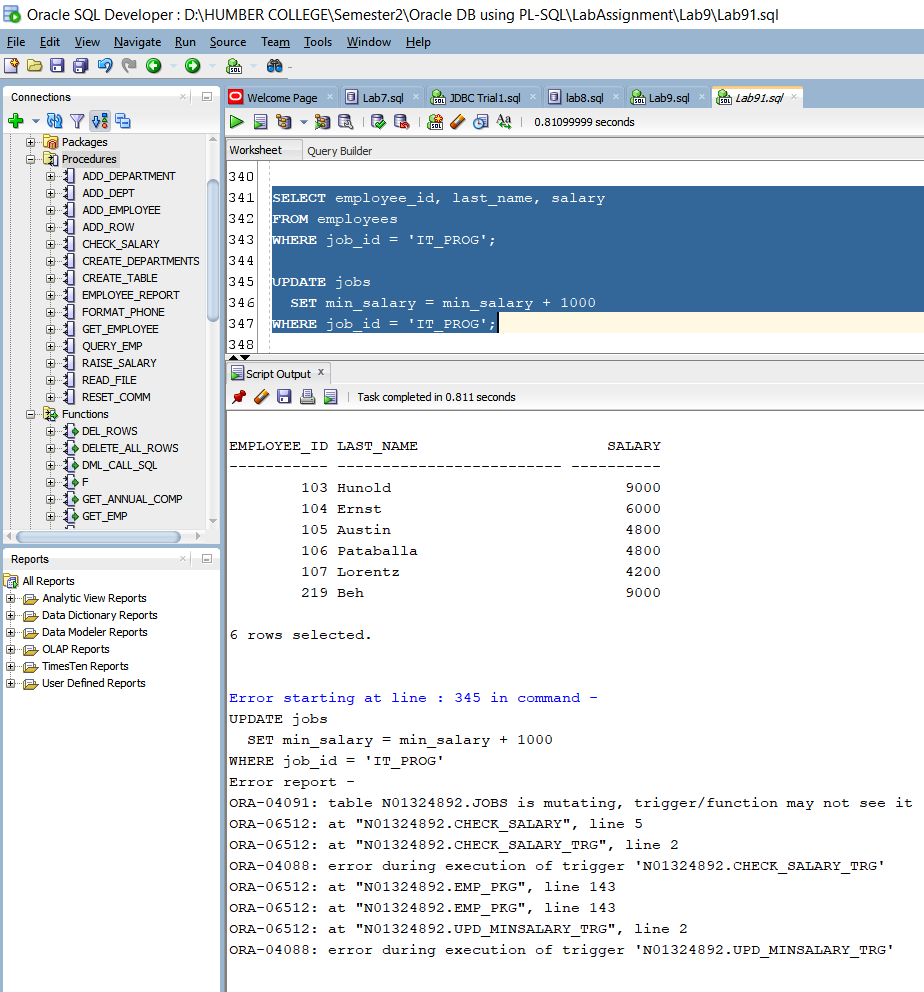 Oracle SQL Developer : D:\HUMBER COLLEGE\Semester2\Oracle DB using PL-SQL\LabAssignment\Lab9\Lab91.sql
File Edit View Navigate Run Source Team Tools Window Help
Connections
Packages
Procedures
ADD_DEPARTMENT
ADD_DEPT
ADD_EMPLOYEE
ADD_ROW
CHECK_SALARY
CREATE_DEPARTMENTS
CREATE_TABLE
EMPLOYEE_REPORT
FORMAT_PHONE
GET_EMPLOYEE
QUERY_EMP
RAISE_SALARY
READ_FILE
RESET_COMM
Functions
DEL_ROWS
DELETE_ALL_ROWS
DML_CALL_SQL
F
GET_ANNUAL_COMP
GET_EMP
Reports
All Reports
Analytic View Reports
Data Dictionary Reports
Data Modeler Reports
OLAP Reports
TimesTen Reports
User Defined Reports
Welcome Page Lab7.sql JDBC Trial1.sql lab8.sql Lab9.sql Lab91.sql
0.81099999 seconds
Worksheet Query Builder
340
341 SELECT employee_id, last_name, salary
342 FROM employees
343 WHERE job_id = 'IT_PROG';
344
345 UPDATE jobs
346 SET min_salary = min_salary + 1000
347 WHERE job_id = 'IT_PROG';
348
Script Output x
Task completed in 0.811 seconds
EMPLOYEE_ID LAST_NAME SALARY
----------- ------------------------- ----------
103 Hunold 9000
104 Ernst 6000
105 Austin 4800
106 Pataballa 4800
107 Lorentz 4200
219 Beh 9000
6 rows selected.
Error starting at line : 345 in command -
UPDATE jobs
SET min_salary = min_salary + 1000
WHERE job_id = 'IT_PROG'
Error report -
ORA-04091: table N01324892.JOBS is mutating, trigger/function may not see it
ORA-06512: at "N01324892.CHECK_SALARY", line 5
ORA-06512: at "N01324892.CHECK_SALARY_TRG", line 2
ORA-04088: error during execution of trigger 'N01324892.CHECK_SALARY_TRG'
ORA-06512: at "N01324892.EMP_PKG", line 143
ORA-06512: at "N01324892.EMP_PKG", line 143
ORA-06512: at "N01324892.UPD_MINSALARY_TRG", line 2
ORA-04088: error during execution of trigger 'N01324892.UPD_MINSALARY_TRG'